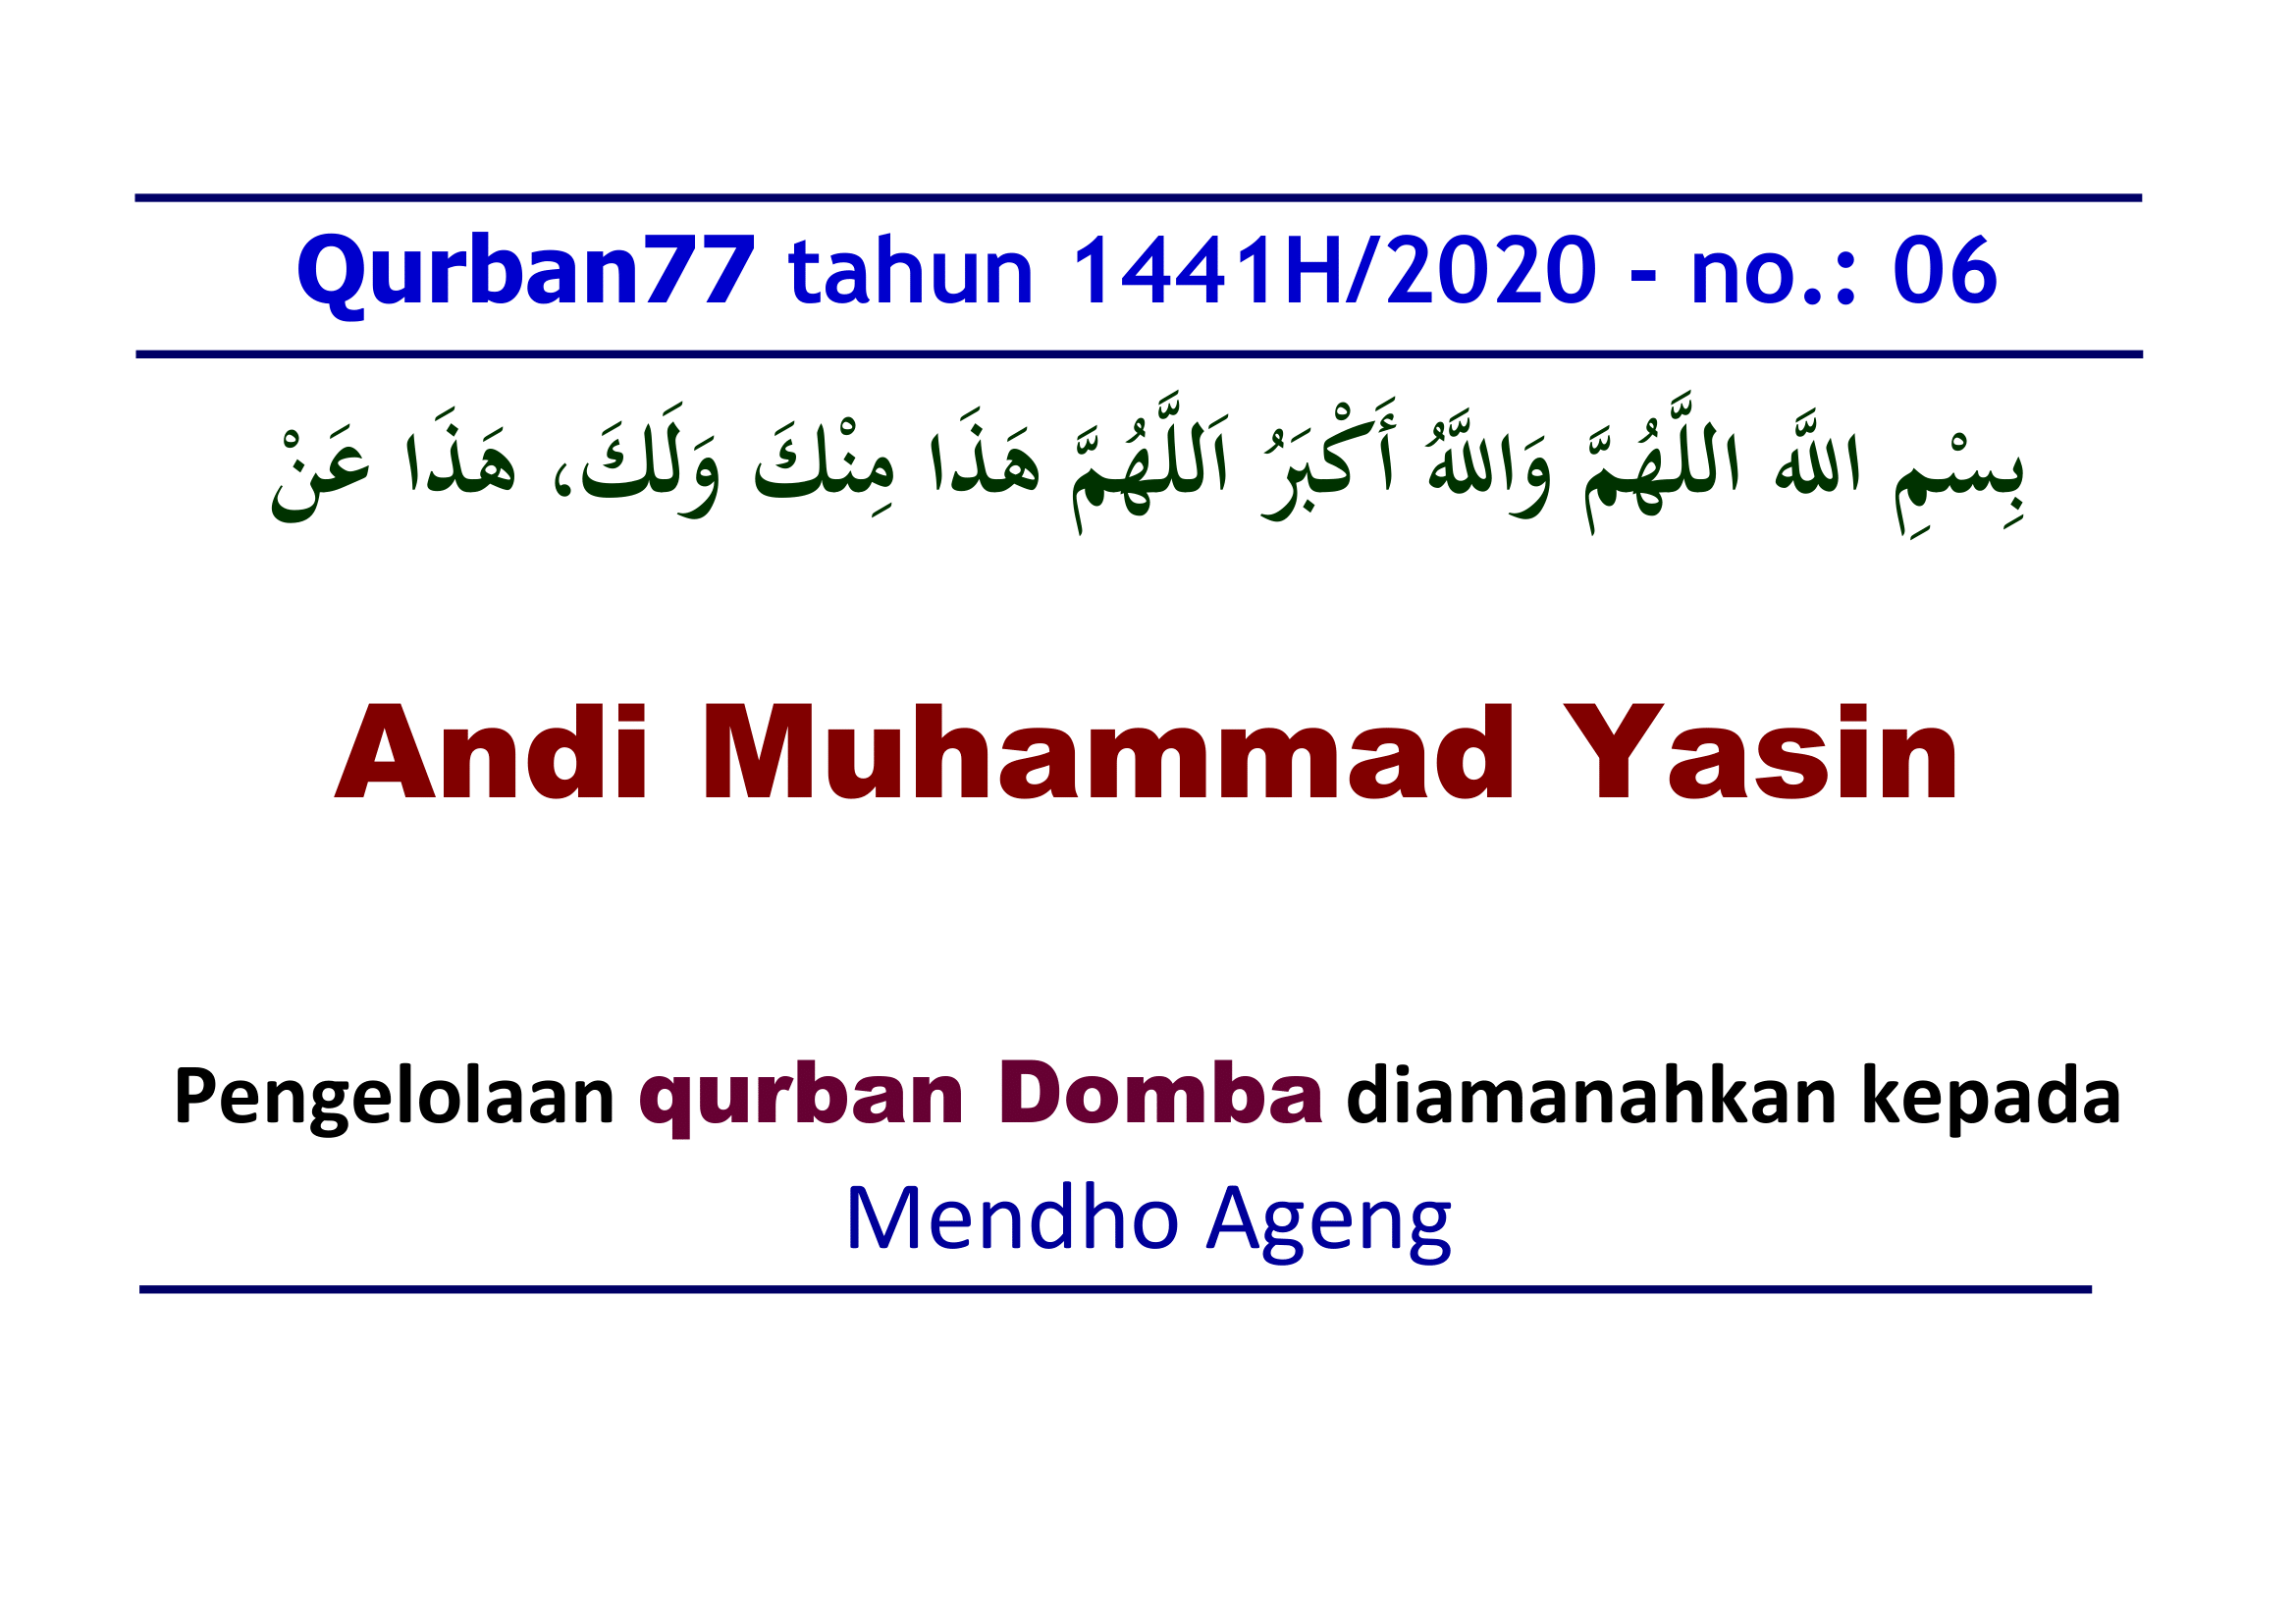 Qurban77 tahun 1441H/2020 - no.: 06
بِسْمِ اللَّه اَللَّهُمَّ وَاللَّهُ أَكْبَرُ اَللَّهُمَّ هَذَا مِنْكَ وَلَكَ، هَذَا عَنْ
Andi Muhammad Yasin
Pengelolaan qurban Domba diamanahkan kepada
Mendho Ageng